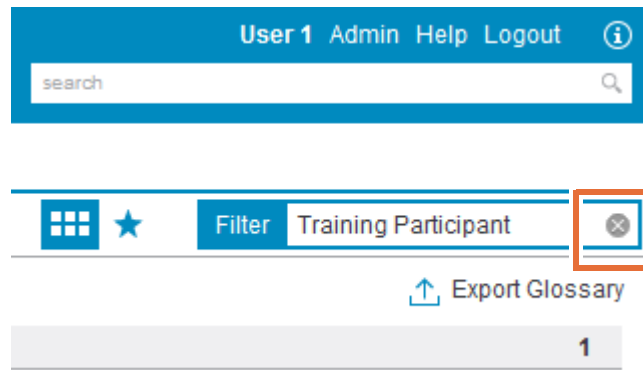 User 1 Admin Help Logout
search
Filter Training Participant
Export Glossary
1